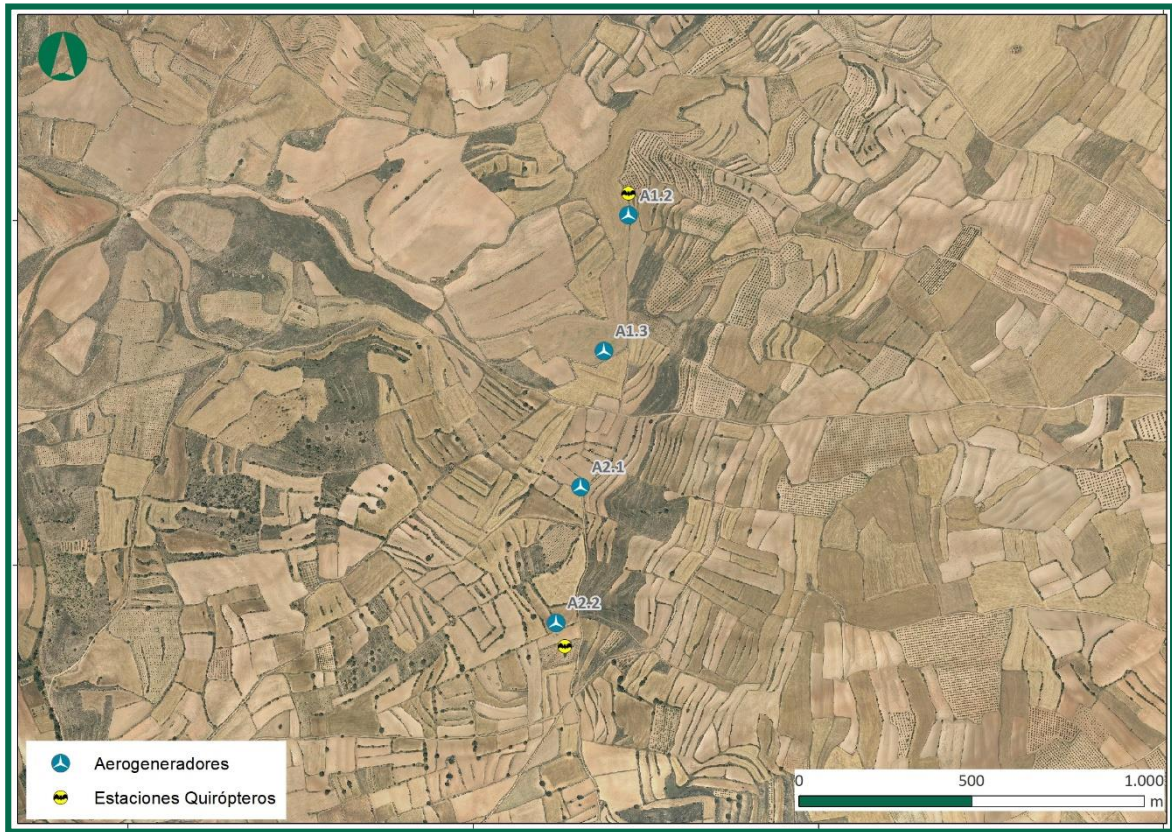 A1.2
A1.3
A2.1
A2.2
Aerogeneradores
Estaciones Quirópteros
0 500 1.000
m